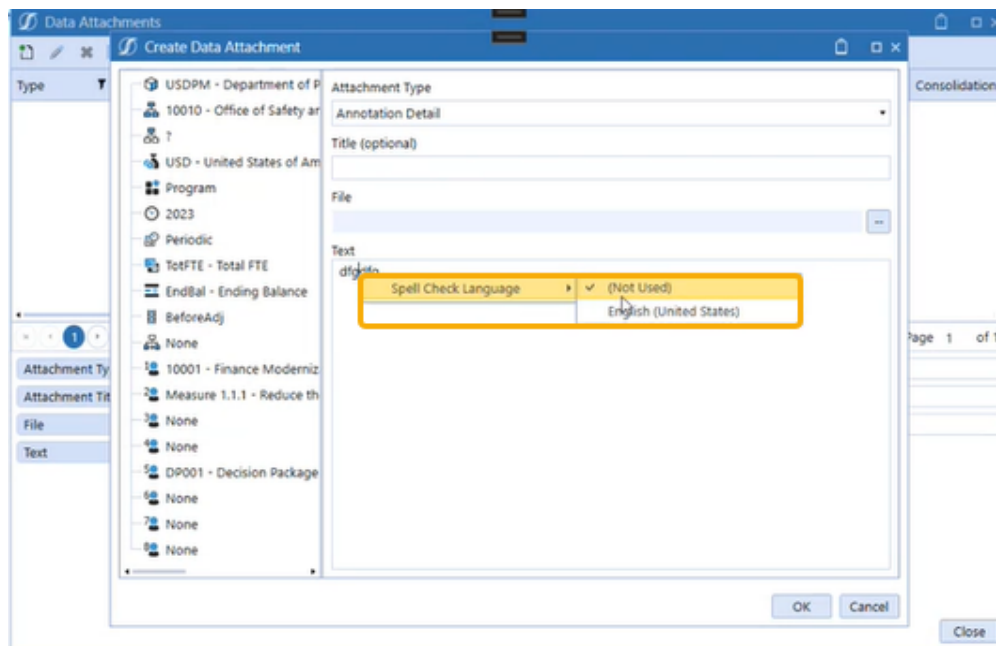 Data Attachments
Create Data Attachment
Type
Consolidation
USDPM - Department of P
10010 - Office of Safety an
?
USD - United States of Am
Program
2023
Periodic
TotFTE - Total FTE
EndBal - Ending Balance
BeforeAdj
None
10001 - Finance Moderniz
Measure 1.1.1 - Reduce th
None
None
DP001 - Decision Package
None
None
None
Attachment Type
Annotation Detail
Title (optional)
File
...
Text
Spell Check Language
(Not Used)
English (United States)
1
Page 1 of 1
Attachment Ty
Attachment Tit
File
Text
OK
Cancel
Close